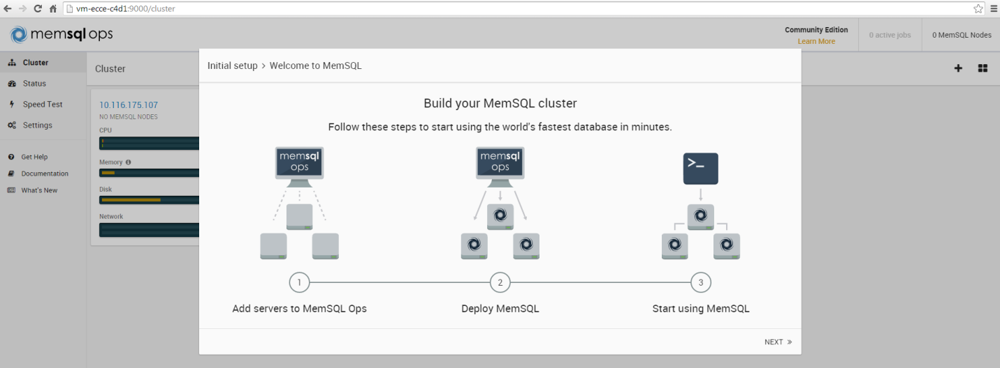 vm-ecce-c4d1:9000/cluster
memsql ops
Community Edition
Learn More
0 active jobs
0 MemSQL Nodes
Cluster
Status
Speed Test
Settings
Get Help
Documentation
What's New
Cluster
10.116.175.107
NO MEMSQL NODES
CPU
Memory
Disk
Network
Initial setup > Welcome to MemSQL
Build your MemSQL cluster
Follow these steps to start using the world's fastest database in minutes.
memsql
ops
memsql
ops
>_
1
2
3
Add servers to MemSQL Ops
Deploy MemSQL
Start using MemSQL
NEXT »